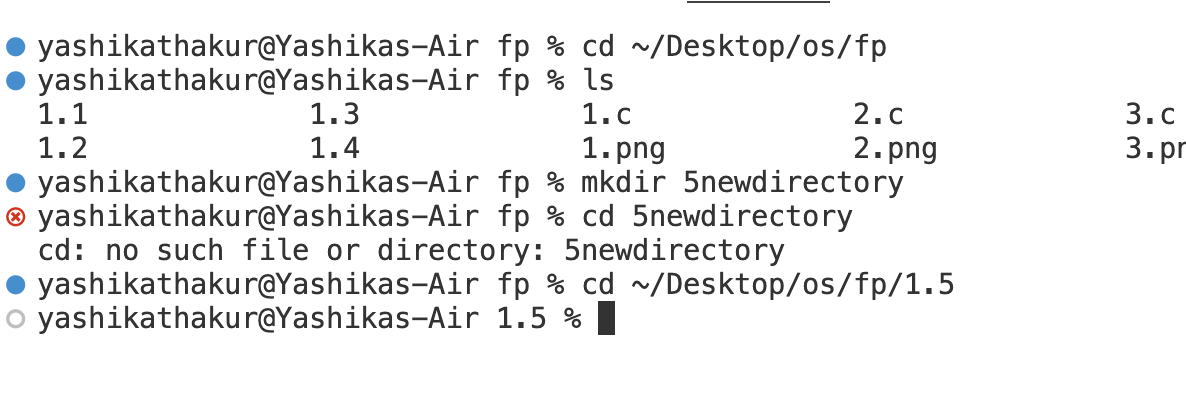 yashikathakur@Yashikas-Air fp % cd ~/Desktop/os/fp
yashikathakur@Yashikas-Air fp % ls
1.1 1.3 1.c 2.c 3.c
1.2 1.4 1.png 2.png
yashikathakur@Yashikas-Air fp % mkdir 5newdirectory
yashikathakur@Yashikas-Air fp % cd 5newdirectory
cd: no such file or directory: 5newdirectory
yashikathakur@Yashikas-Air fp % cd ~/Desktop/os/fp/1.5
yashikathakur@Yashikas-Air 1.5 %